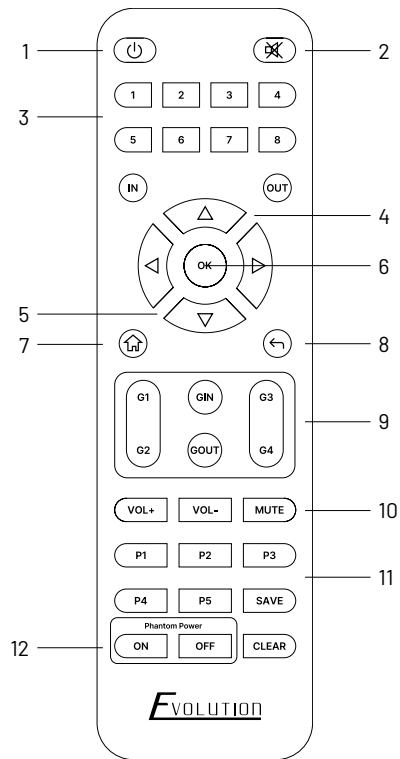 1 2
1 2 3 4
3
5 6 7 8
IN OUT
4
OK 6
5
7 8
G1 GIN G3
9
G2 GOUT G4
VOL+ VOL- MUTE 10
P1 P2 P3
11
P4 P5 SAVE
Phantom Power
12 ON OFF CLEAR
EVOLUTION